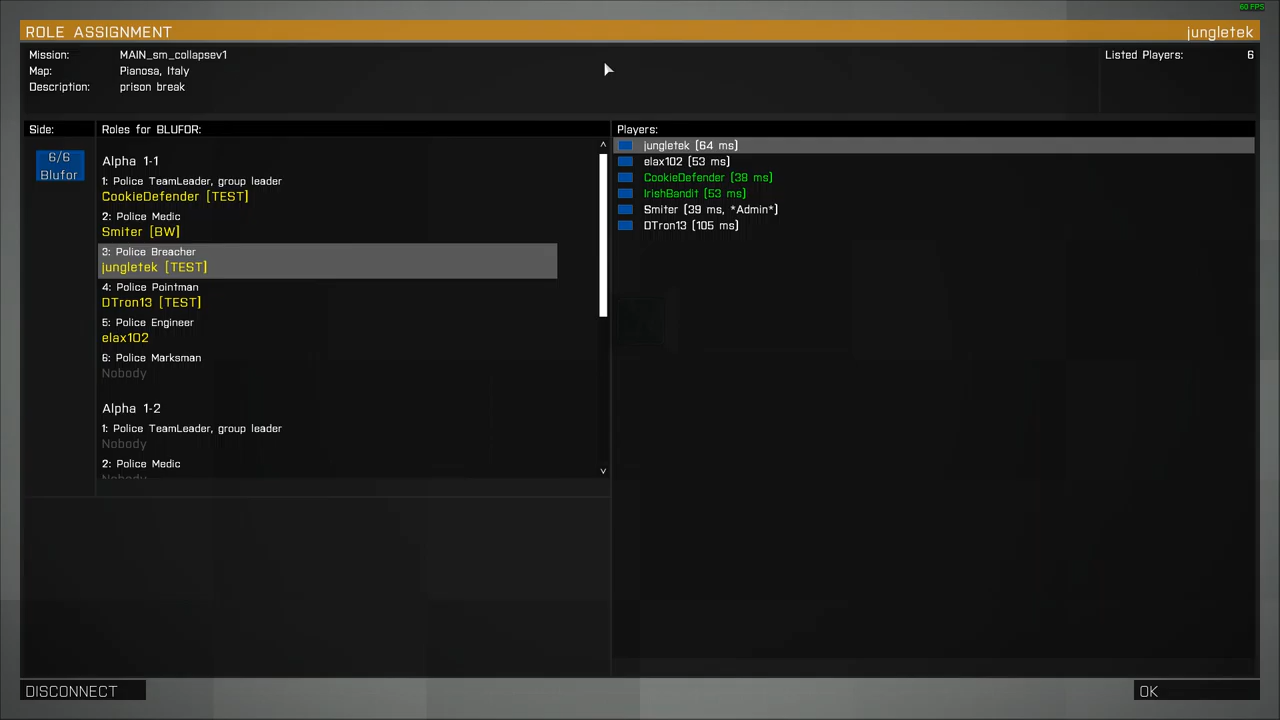 60 FPS
ROLE ASSIGNMENT
jungletek
Mission: MAIN_sm_collapsev1
Listed Players: 6
Map: Pianosa, Italy
Description: prison break
Side:
Roles for BLUFOR:
Players:
6/6
Blufor
Alpha 1-1
1: Police TeamLeader, group leader
CookieDefender [TEST]
2: Police Medic
Smiter [BW]
3: Police Breacher
jungletek [TEST]
4: Police Pointman
DTron13 [TEST]
5: Police Engineer
elax102
6: Police Marksman
Nobody
Alpha 1-2
1: Police TeamLeader, group leader
Nobody
2: Police Medic
Nobody
jungletek (64 ms)
elax102 (53 ms)
CookieDefender (38 ms)
IrishBandit (53 ms)
Smiter (39 ms, *Admin*)
DTron13 (105 ms)
DISCONNECT
OK